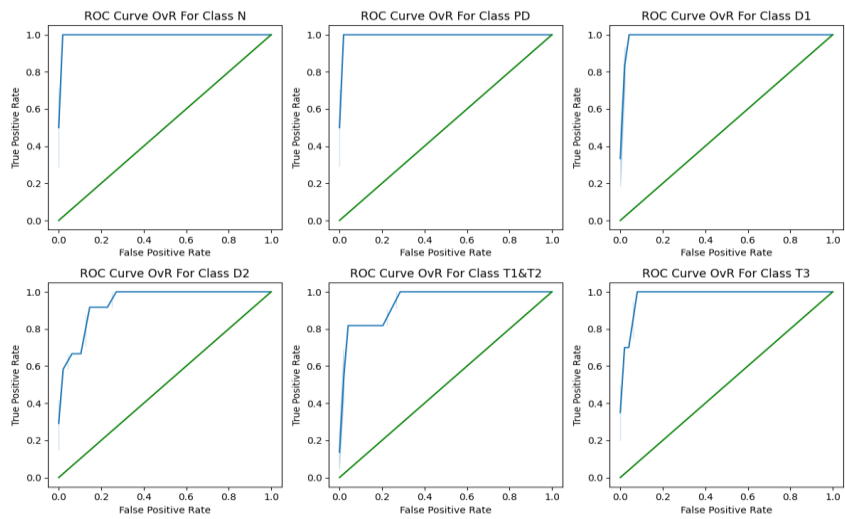 ROC Curve OvR For Class N
True Positive Rate
1.0
0.8
0.6
0.4
0.2
0.0
0.0 0.2 0.4 0.6 0.8 1.0
False Positive Rate
ROC Curve OvR For Class PD
True Positive Rate
1.0
0.8
0.6
0.4
0.2
0.0
0.0 0.2 0.4 0.6 0.8 1.0
False Positive Rate
ROC Curve OvR For Class D1
True Positive Rate
1.0
0.8
0.6
0.4
0.2
0.0
0.0 0.2 0.4 0.6 0.8 1.0
False Positive Rate
ROC Curve OvR For Class D2
True Positive Rate
1.0
0.8
0.6
0.4
0.2
0.0
0.0 0.2 0.4 0.6 0.8 1.0
False Positive Rate
ROC Curve OvR For Class T1&T2
True Positive Rate
1.0
0.8
0.6
0.4
0.2
0.0
0.0 0.2 0.4 0.6 0.8 1.0
False Positive Rate
ROC Curve OvR For Class T3
True Positive Rate
1.0
0.8
0.6
0.4
0.2
0.0
0.0 0.2 0.4 0.6 0.8 1.0
False Positive Rate